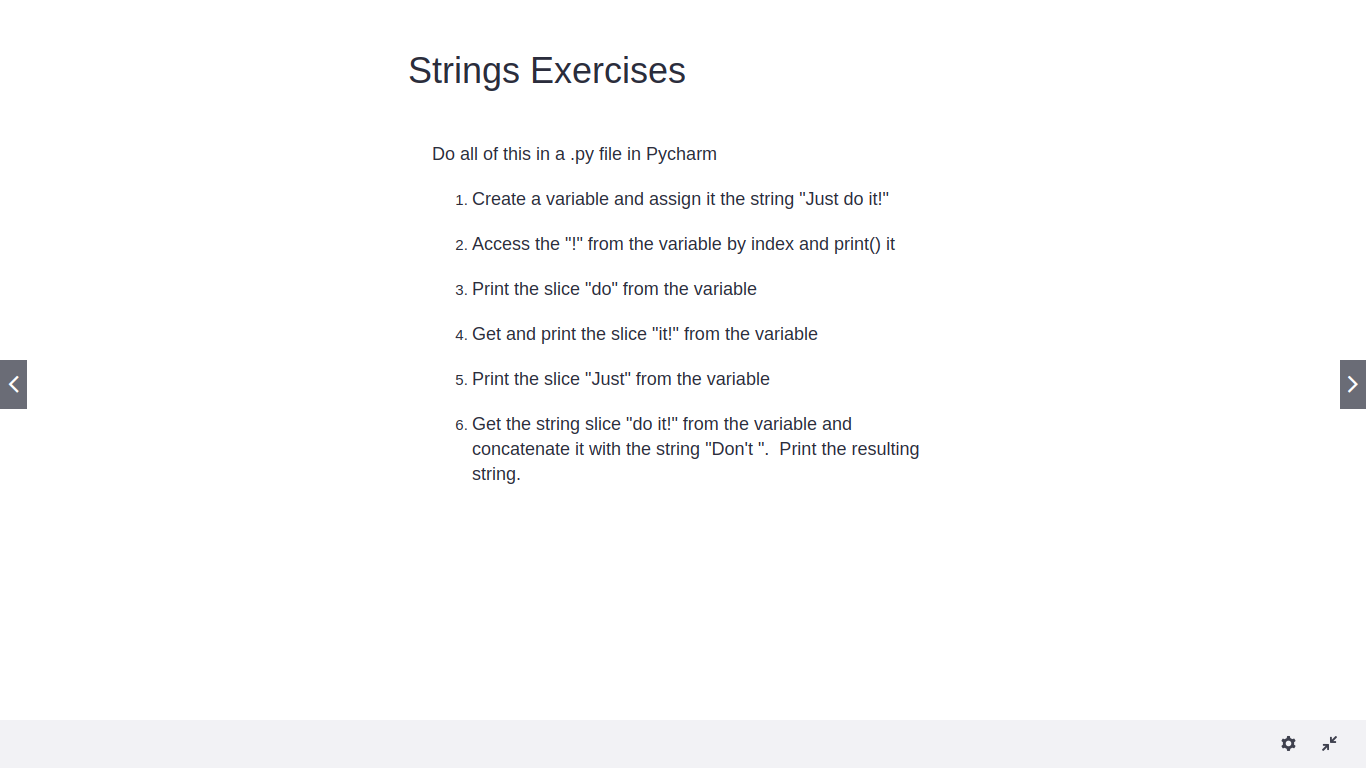 Strings Exercises
Do all of this in a .py file in Pycharm
1. Create a variable and assign it the string "Just do it!"
2. Access the "!" from the variable by index and print() it
3. Print the slice "do" from the variable
4. Get and print the slice "it!" from the variable
5. Print the slice "Just" from the variable
6. Get the string slice "do it!" from the variable and
concatenate it with the string "Don't ".  Print the resulting
string.